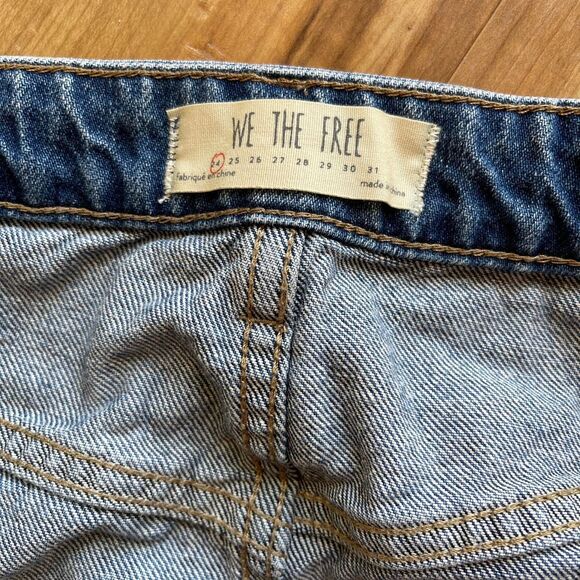 WE THE FREE
24 25 26 27 28 29 30 31
fabriqué en chine made in china